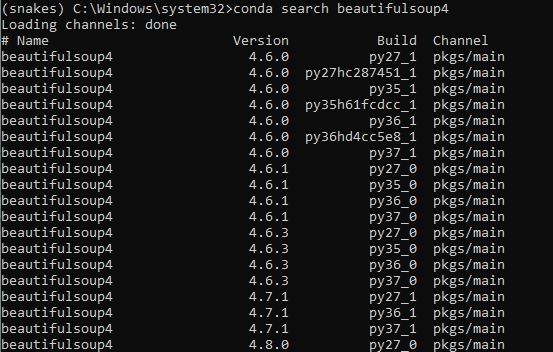 (snakes) C:\Windows\system32>conda search beautifulsoup4
Loading channels: done
# Name Version Build Channel
beautifulsoup4 4.6.0 py27_1 pkgs/main
beautifulsoup4 4.6.0 py27hc287451_1 pkgs/main
beautifulsoup4 4.6.0 py35_1 pkgs/main
beautifulsoup4 4.6.0 py35h61fcdcc_1 pkgs/main
beautifulsoup4 4.6.0 py36_1 pkgs/main
beautifulsoup4 4.6.0 py36hd4cc5e8_1 pkgs/main
beautifulsoup4 4.6.0 py37_1 pkgs/main
beautifulsoup4 4.6.1 py27_0 pkgs/main
beautifulsoup4 4.6.1 py35_0 pkgs/main
beautifulsoup4 4.6.1 py36_0 pkgs/main
beautifulsoup4 4.6.1 py37_0 pkgs/main
beautifulsoup4 4.6.3 py27_0 pkgs/main
beautifulsoup4 4.6.3 py35_0 pkgs/main
beautifulsoup4 4.6.3 py36_0 pkgs/main
beautifulsoup4 4.6.3 py37_0 pkgs/main
beautifulsoup4 4.7.1 py27_1 pkgs/main
beautifulsoup4 4.7.1 py36_1 pkgs/main
beautifulsoup4 4.7.1 py37_1 pkgs/main
beautifulsoup4 4.8.0 py27_0 pkgs/main